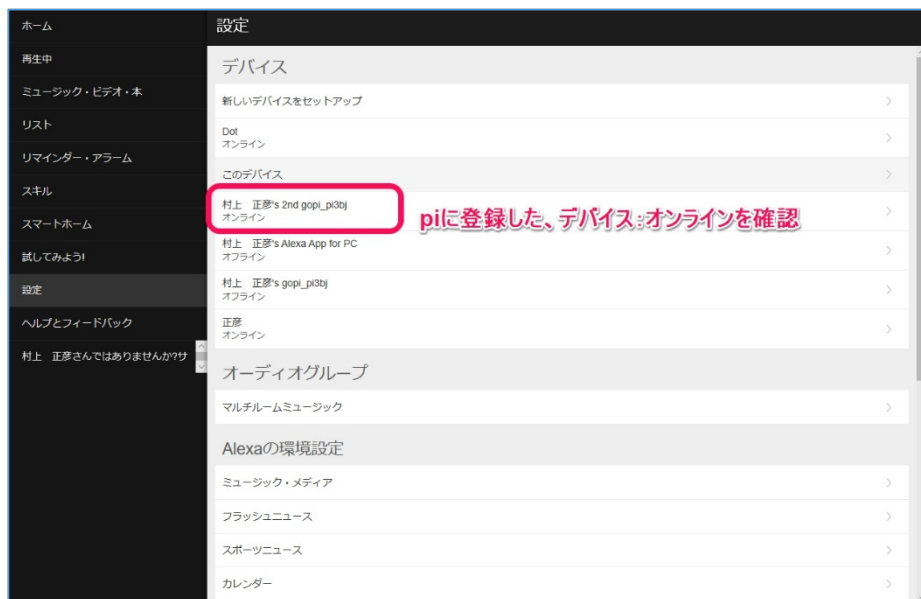 ホーム
再生中
ミュージック・ビデオ・本
リスト
リマインダー・アラーム
スキル
スマートホーム
試してみよう!
設定
ヘルプとフィードバック
村上　正彦さんではありませんか?サ
設定
デバイス
新しいデバイスをセットアップ
Dot
オンライン
このデバイス
村上　正彦's 2nd gopi_pi3bj
オンライン
piに登録した、デバイス:オンラインを確認
村上　正彦's Alexa App for PC
オフライン
村上　正彦's gopi_pi3bj
オフライン
正彦
オンライン
オーディオグループ
マルチルームミュージック
Alexaの環境設定
ミュージック・メディア
フラッシュニュース
スポーツニュース
カレンダー